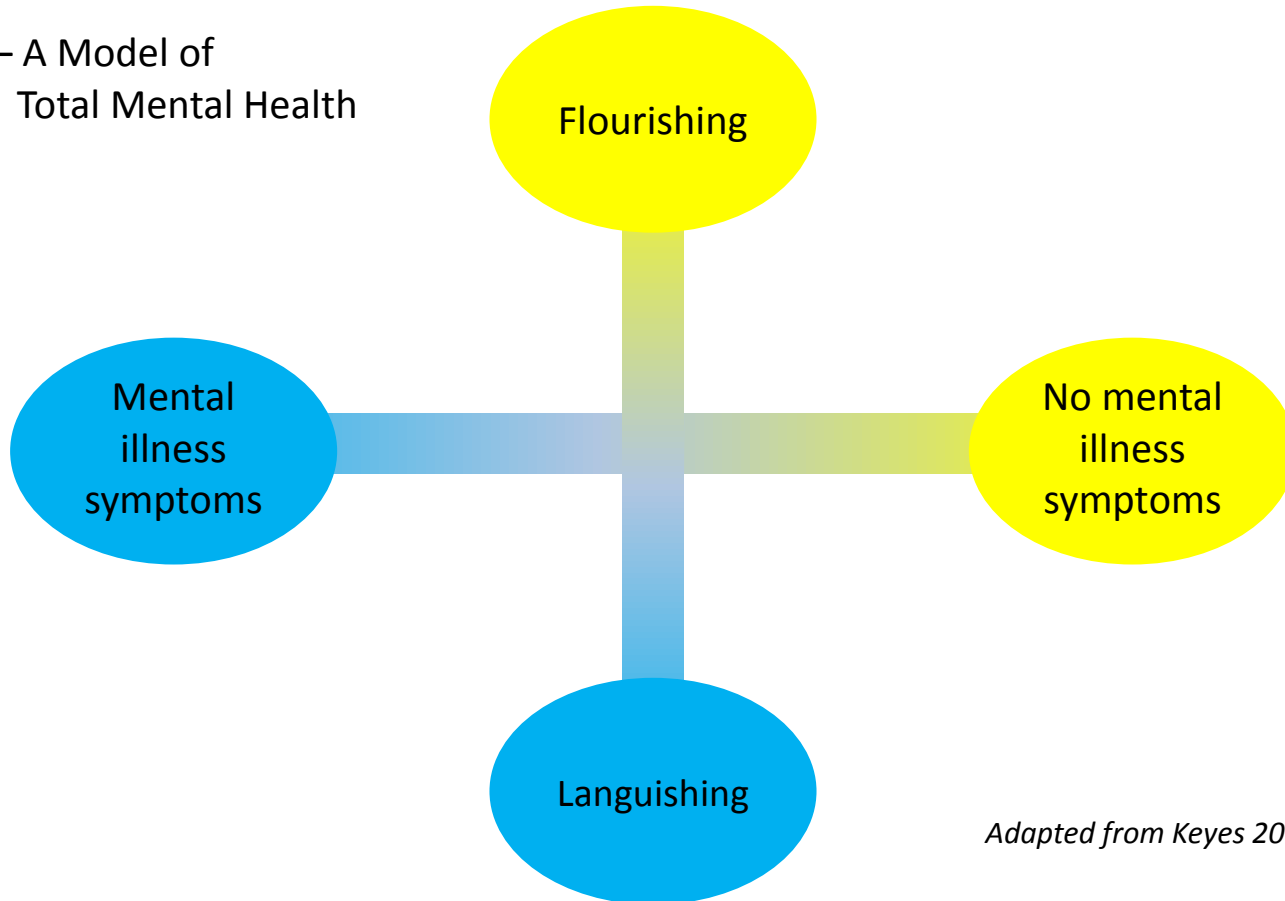 – A Model of
Total Mental Health
Flourishing
Mental
illness
symptoms
No mental
illness
symptoms
Languishing
Adapted from Keyes 20